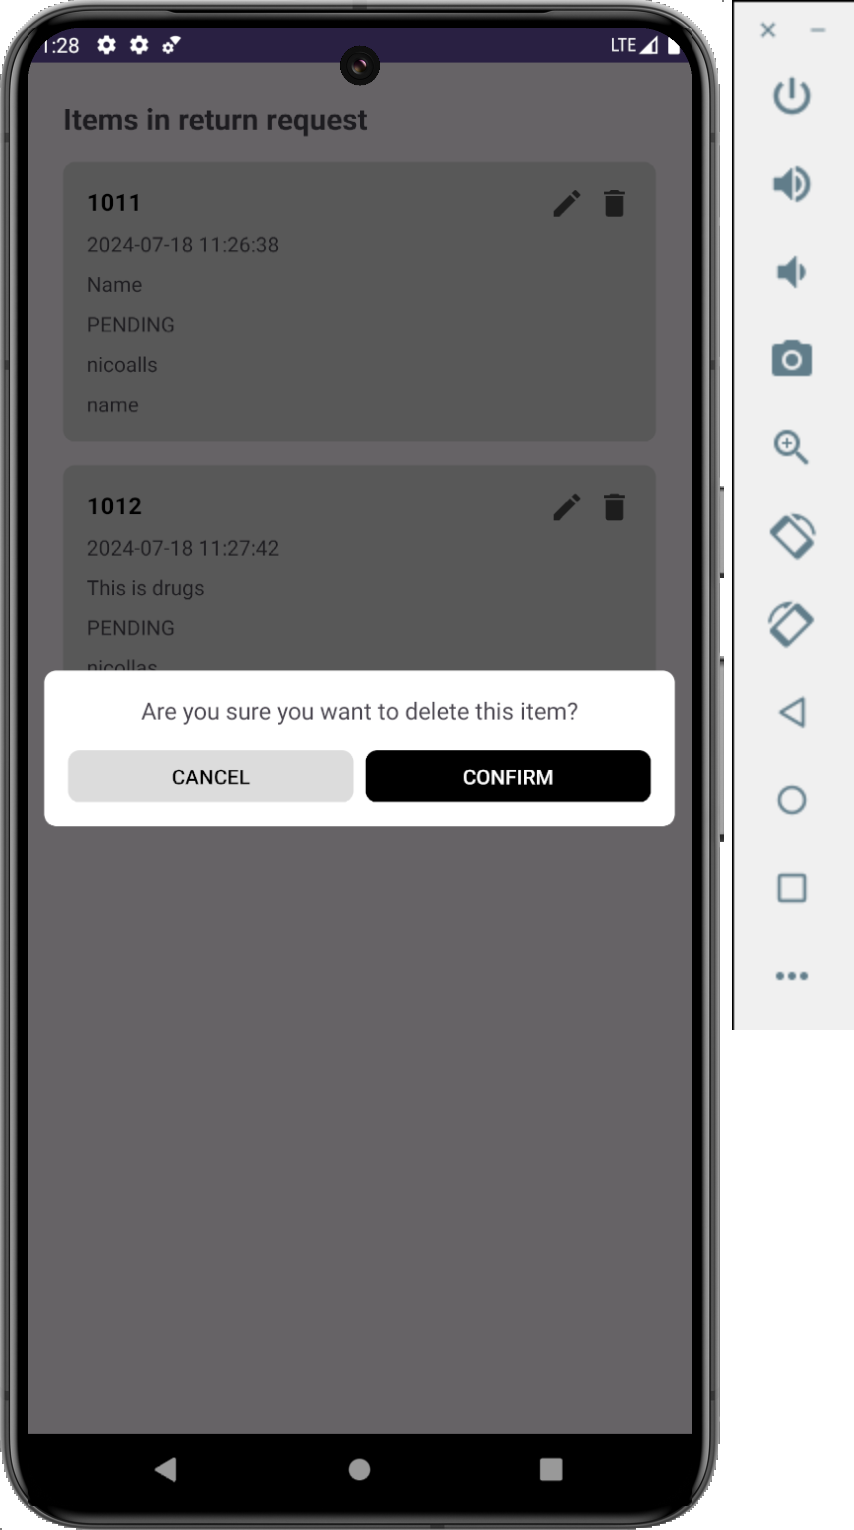 1:28 LTE
Items in return request
1011
2024-07-18 11:26:38
Name
PENDING
nicoalls
name
1012
2024-07-18 11:27:42
This is drugs
PENDING
nicollas
Are you sure you want to delete this item?
CANCEL CONFIRM